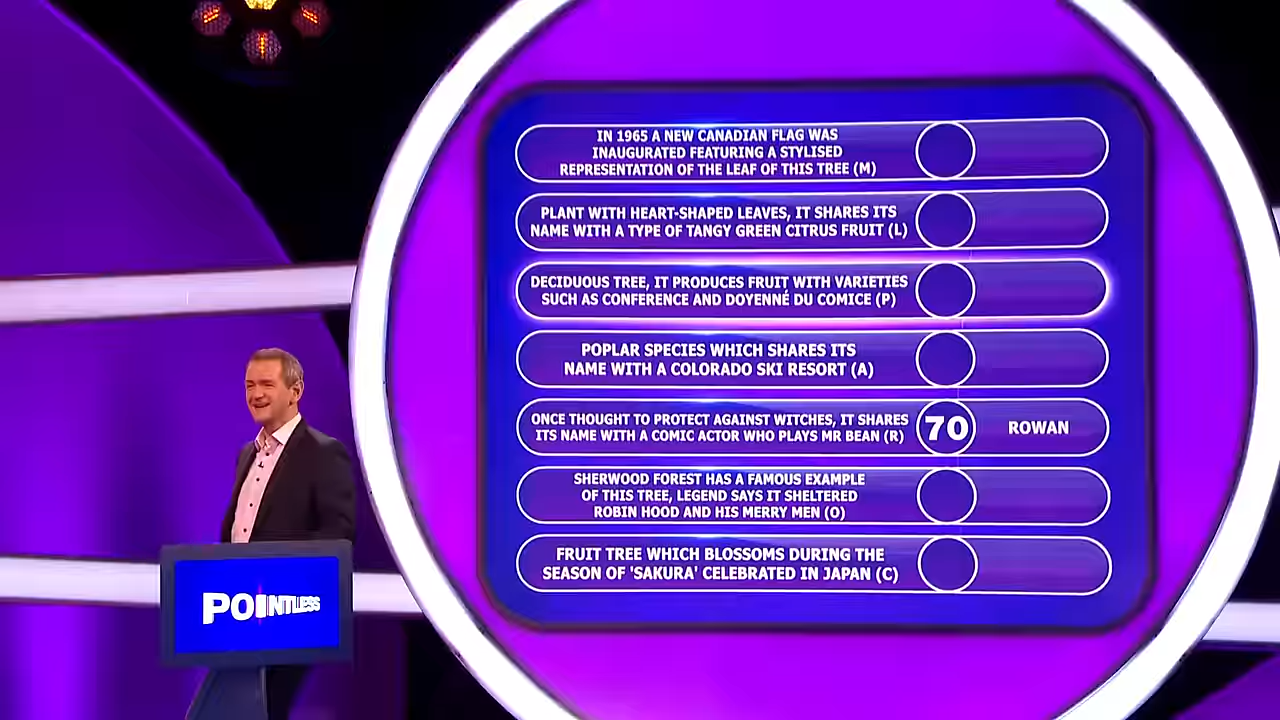 IN 1965 A NEW CANADIAN FLAG WAS
INAUGURATED FEATURING A STYLISED
REPRESENTATION OF THE LEAF OF THIS TREE (M)
PLANT WITH HEART-SHAPED LEAVES, IT SHARES ITS
NAME WITH A TYPE OF TANGY GREEN CITRUS FRUIT (L)
DECIDUOUS TREE, IT PRODUCES FRUIT WITH VARIETIES
SUCH AS CONFERENCE AND DOYENNÉ DU COMICE (P)
POPLAR SPECIES WHICH SHARES ITS
NAME WITH A COLORADO SKI RESORT (A)
ONCE THOUGHT TO PROTECT AGAINST WITCHES, IT SHARES
ITS NAME WITH A COMIC ACTOR WHO PLAYS MR BEAN (R)
70 ROWAN
SHERWOOD FOREST HAS A FAMOUS EXAMPLE
OF THIS TREE, LEGEND SAYS IT SHELTERED
ROBIN HOOD AND HIS MERRY MEN (O)
FRUIT TREE WHICH BLOSSOMS DURING THE
SEASON OF 'SAKURA' CELEBRATED IN JAPAN (C)
POINTLESS